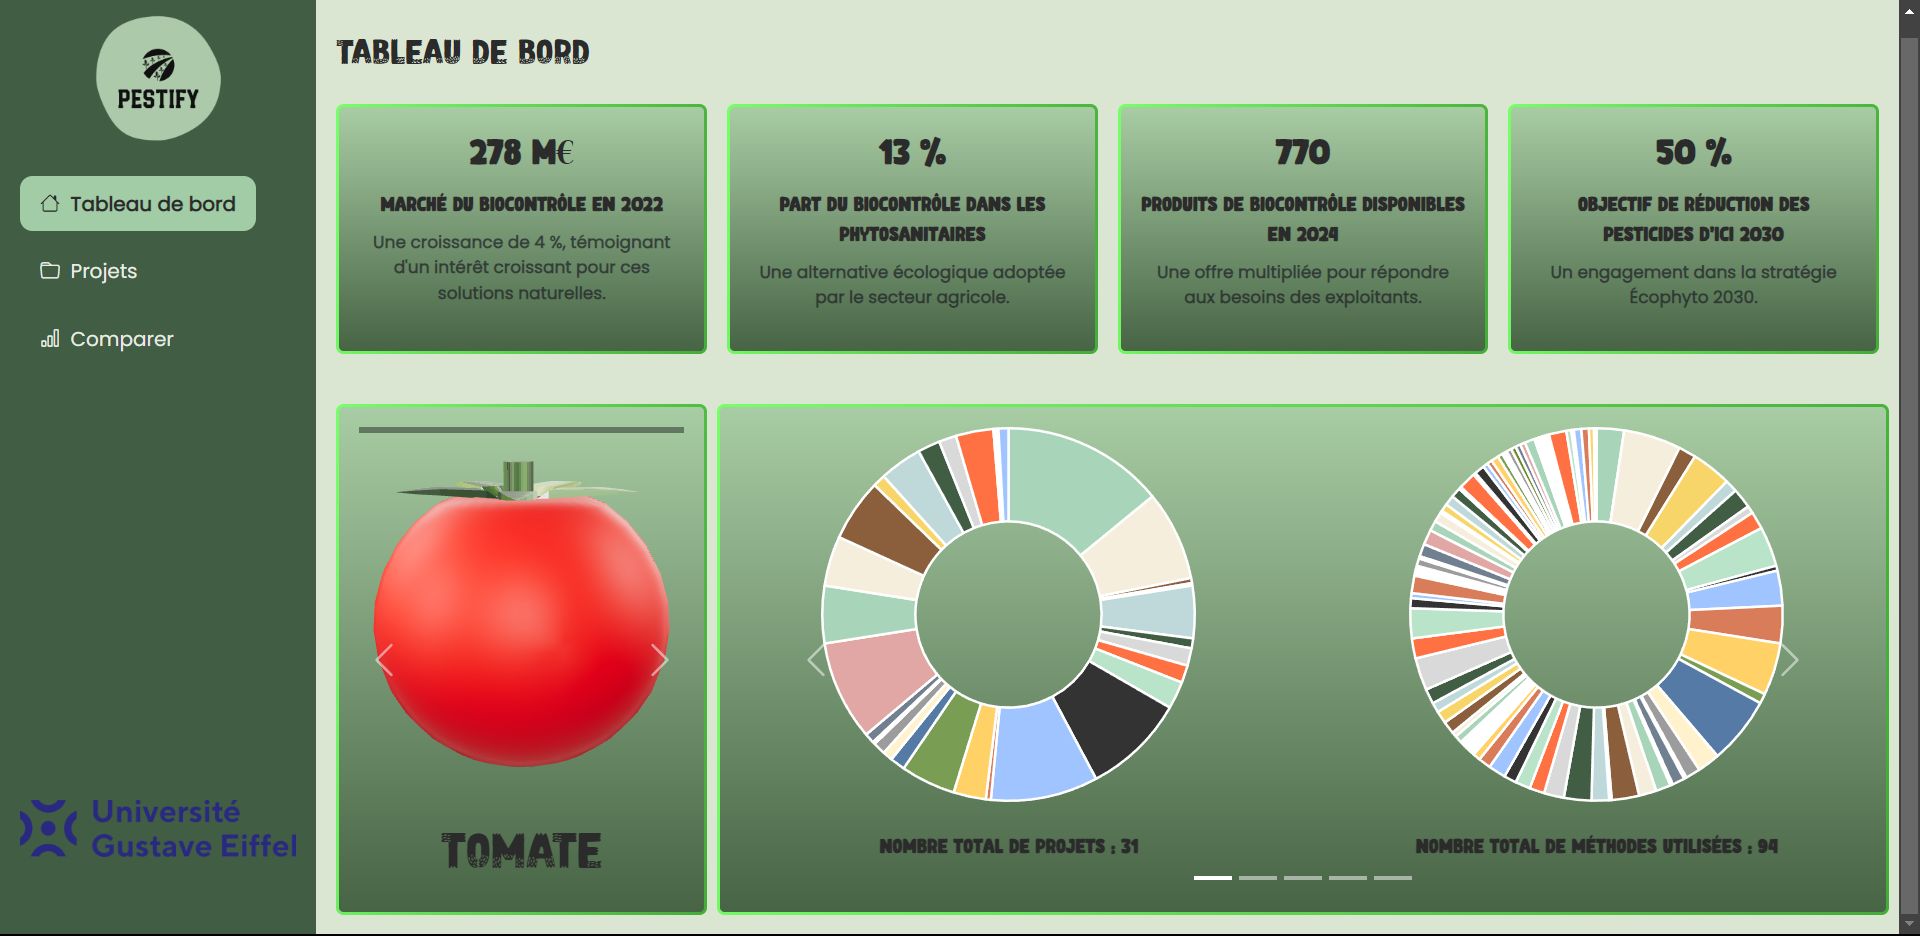 PESTIFY
Tableau de bord
Projets
Comparer
Université
Gustave Eiffel
TABLEAU DE BORD
278 M€
MARCHÉ DU BIOCONTRÔLE EN 2022
Une croissance de 4 %, témoignant
d'un intérêt croissant pour ces
solutions naturelles.
13 %
PART DU BIOCONTRÔLE DANS LES
PHYTOSANITAIRES
Une alternative écologique adoptée
par le secteur agricole.
770
PRODUITS DE BIOCONTRÔLE DISPONIBLES
EN 2024
Une offre multipliée pour répondre
aux besoins des exploitants.
50 %
OBJECTIF DE RÉDUCTION DES
PESTICIDES D'ICI 2030
Un engagement dans la stratégie
Écophyto 2030.
TOMATE
NOMBRE TOTAL DE PROJETS : 31
NOMBRE TOTAL DE MÉTHODES UTILISÉES : 94